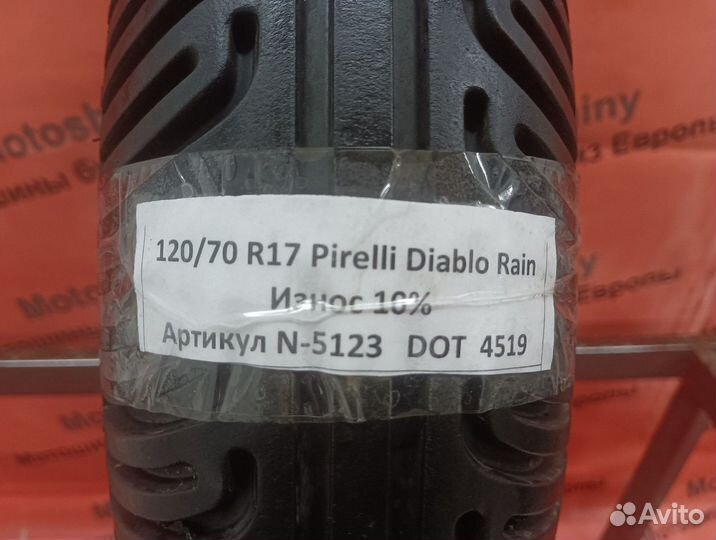 120/70 R17 Pirelli Diablo Rain
Износ 10%
Артикул N-5123 DOT 4519
Avito